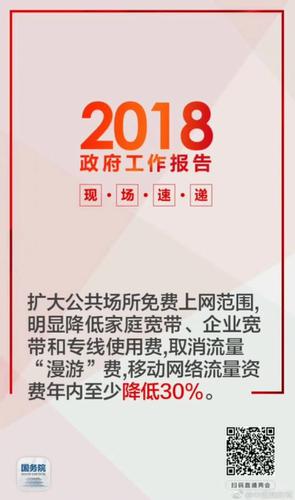 2018
政府工作报告
现·场·速·递
扩大公共场所免费上网范围,
明显降低家庭宽带、企业宽
带和专线使用费,取消流量
“漫游”费,移动网络流量资
费年内至少降低30%。
国务院
扫码直播两会